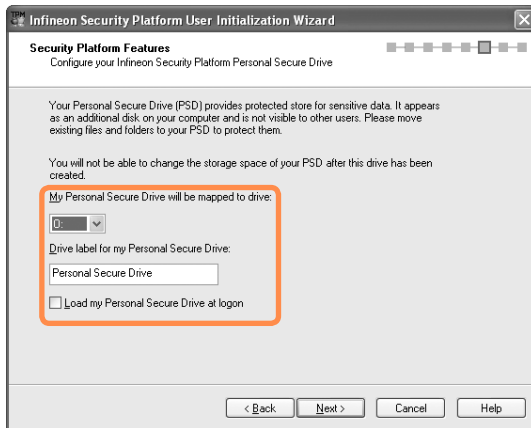 Infineon Security Platform User Initialization Wizard
Security Platform Features
Configure your Infineon Security Platform Personal Secure Drive
Your Personal Secure Drive (PSD) provides protected store for sensitive data. It appears
as an additional disk on your computer and is not visible to other users. Please move
existing files and folders to your PSD to protect them.
You will not be able to change the storage space of your PSD after this drive has been
created.
My Personal Secure Drive will be mapped to drive:
Drive label for my Personal Secure Drive:
Personal Secure Drive
Load my Personal Secure Drive at logon
< Back
Next >
Cancel
Help